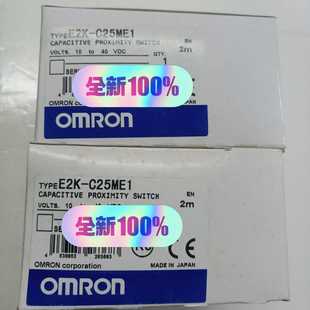 TYPE E2K-C25ME1
CAPACITIVE PROXIMITY SWITCH
EN
VOLTS. 10 to 40 VDC
QTY.
2m
1
全新100%
OMRON
TYPE E2K-C25ME1
CAPACITIVE PROXIMITY SWITCH
EN
VOLTS. 10
2m
全新100%
OMRON corporation
MADE IN JAPAN
OMRON